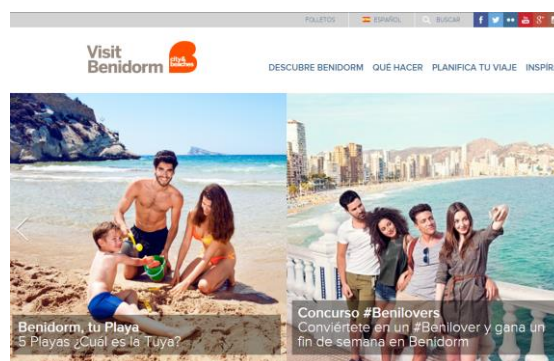 FOLLETOS ESPAÑOL BUSCAR
Visit
Benidorm
city&
beaches
DESCUBRE BENIDORM QUÉ HACER PLANIFICA TU VIAJE INSPÍRA
Benidorm, tu Playa
5 Playas ¿Cuál es la Tuya?
Concurso #Benilovers
Conviértete en un #Benilover y gana un
fin de semana en Benidorm